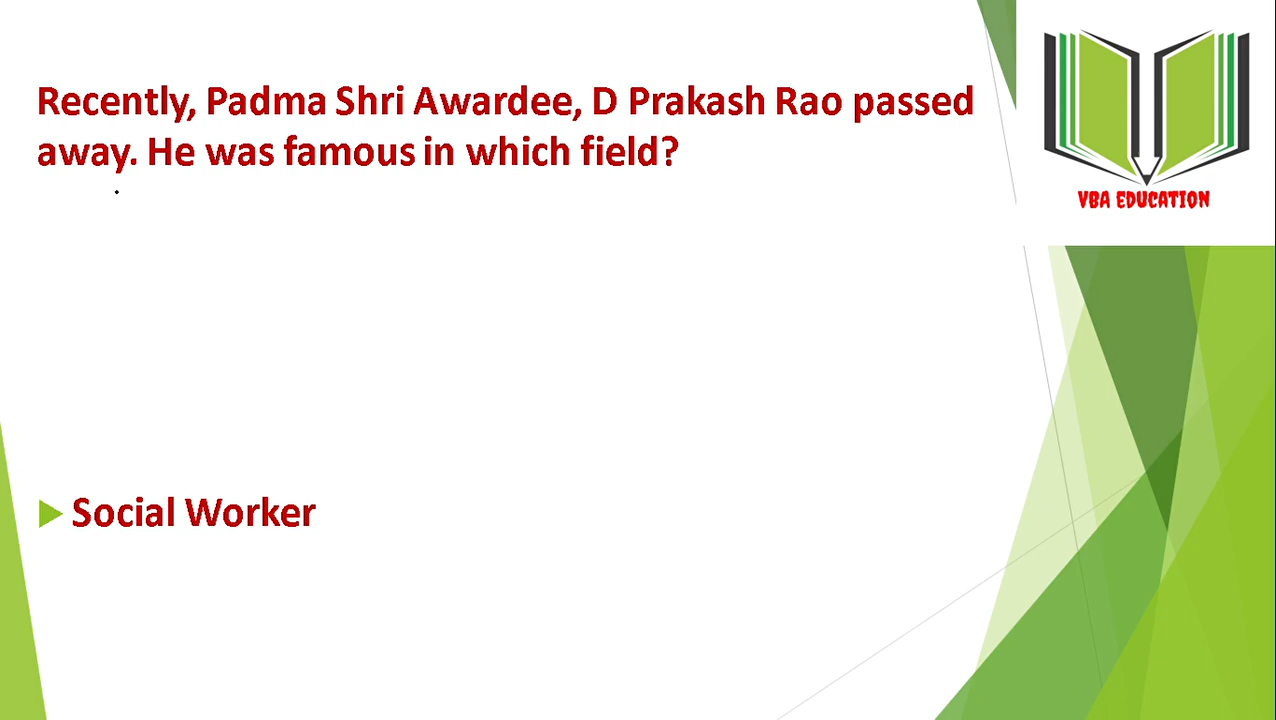 Recently, Padma Shri Awardee, D Prakash Rao passed
away. He was famous in which field?
VBA EDUCATION
Social Worker